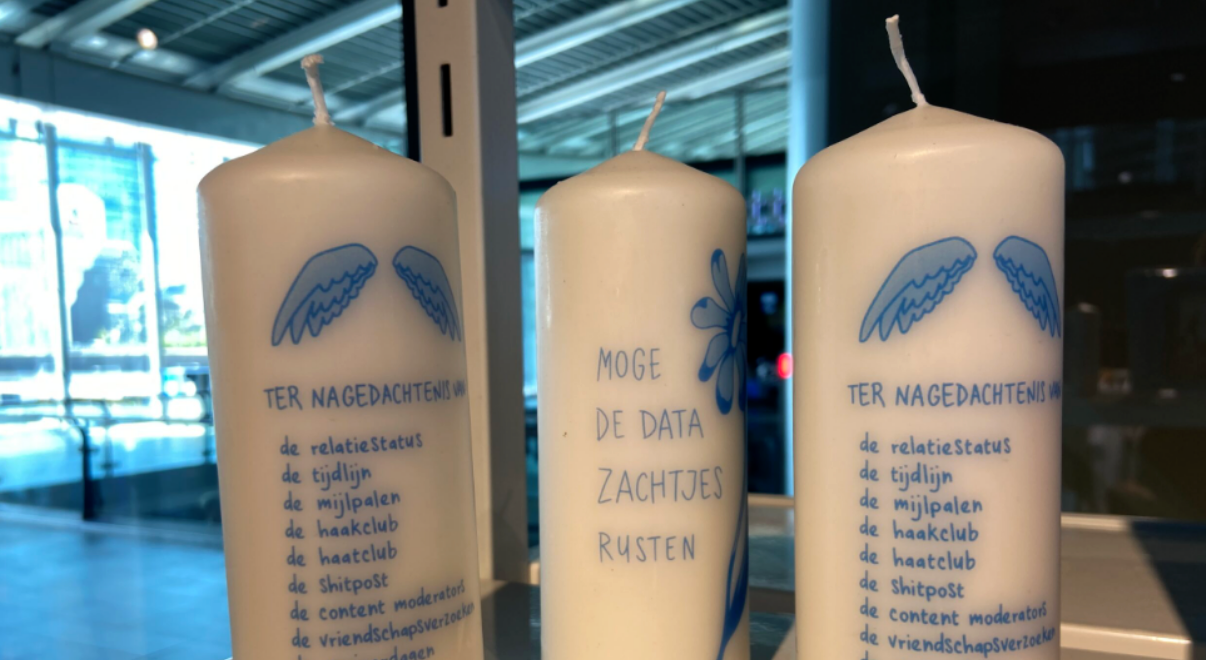 TER NAGEDACHTENIS VAN
de relatiestatus
de tijdlijn
de mijlpalen
de haakclub
de haatclub
de shitpost
de content moderators
de vriendschapsverzoeken
MOGE
DE DATA
ZACHTJES
RUSTEN
TER NAGEDACHTENIS VAN
de relatiestatus
de tijdlijn
de mijlpalen
de haakclub
de haatclub
de shitpost
de content moderators
de vriendschapsverzoeken